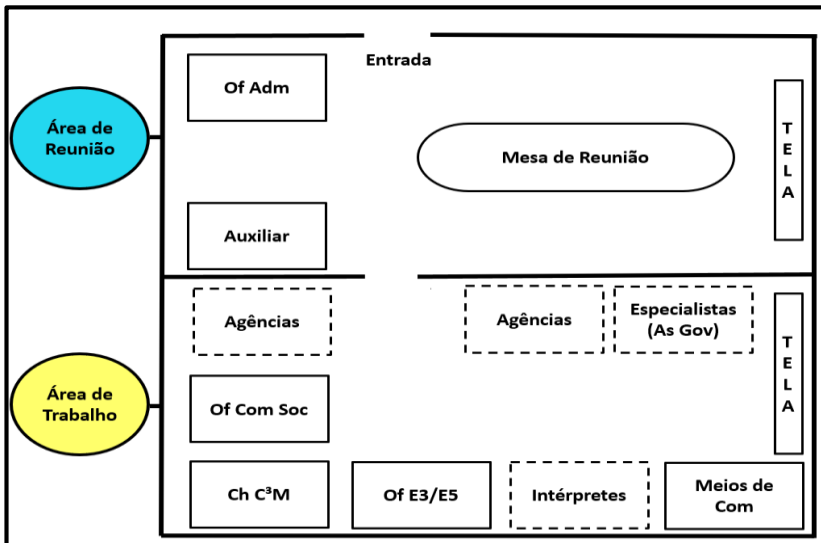 Entrada
Of Adm
Área de
Reunião
Mesa de Reunião
T
E
L
A
Auxiliar
Agências
Agências
Especialistas
(As Gov)
T
E
L
A
Área de
Trabalho
Of Com Soc
Ch C³M
Of E3/E5
Intérpretes
Meios de
Com